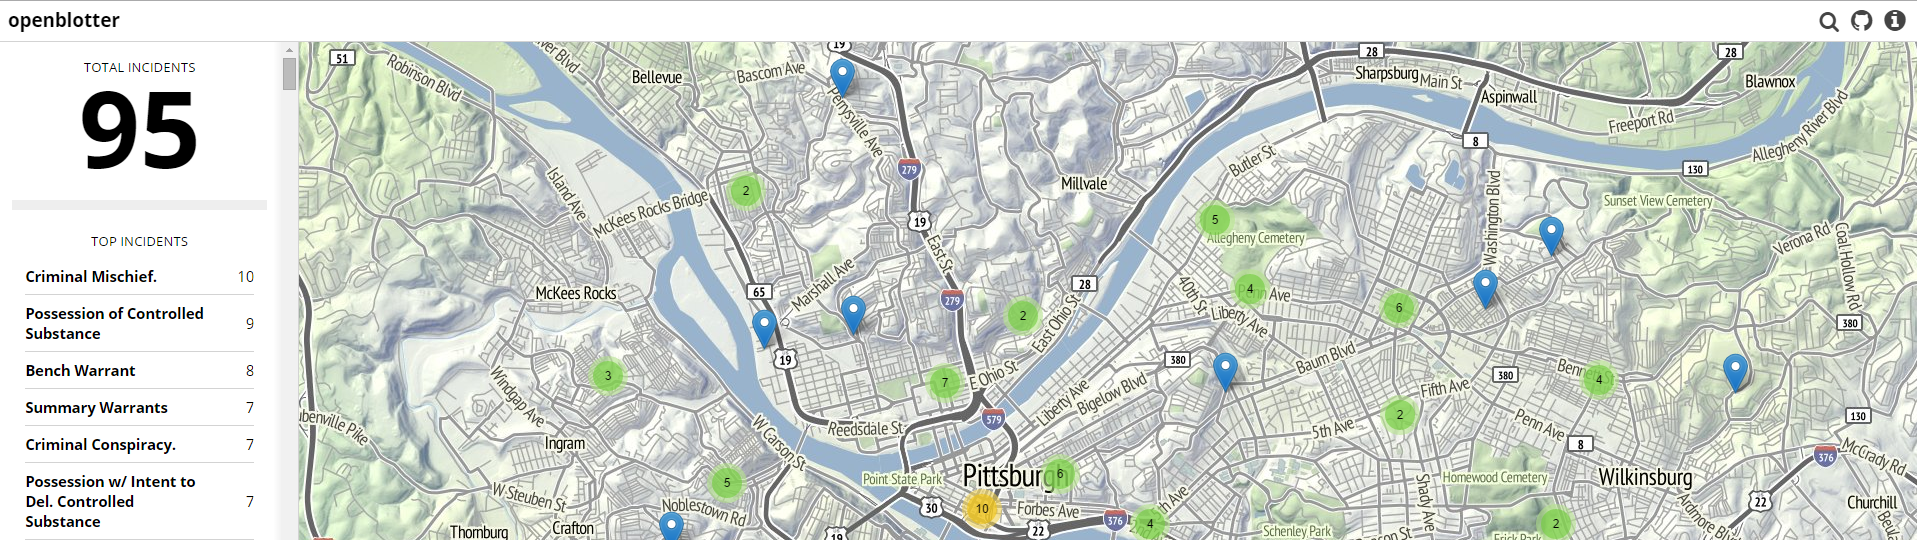 openblotter
TOTAL INCIDENTS
95
TOP INCIDENTS
Criminal Mischief. 10
Possession of Controlled
Substance 9
Bench Warrant 8
Summary Warrants 7
Criminal Conspiracy. 7
Possession w/ Intent to
Del. Controlled
Substance 7
51
Robinson Blvd
Bellevue
Bascom Ave
19
28
Sharpsburg
Main St
28
Blawnox
Aspinwall
Perrysville Ave
Freeport Rd
Allegheny River Blvd
8
130
279
Butler St
Island Ave
McKees Rocks Bridge
2
Millvale
Washington Blvd
Sunset View Cemetery
19
5
Allegheny Cemetery
East St
Verona Rd
Coal Hollow Rd
McKees Rocks
65
Marshall Ave
279
28
40th St
4
Penn Ave
2
East Ohio St
Liberty Ave
6
380
19
380
Baum Blvd
3
7
E Ohio St
Liberty Ave
Bigelow Blvd
380
4
Fifth Ave
Windgap Ave
579
2
130
Reedsdale St
W Carson St
5th Ave
Penn Ave
8
Ingram
376
McCrady Rd
Point State Park
Pittsburgh
6
Homewood Cemetery
Wilkinsburg
5
W Steuben St
Noblestown Rd
30
10
Forbes Ave
376
4
Shady Ave
22
Churchill
22
2
Ardmore Blvd
Thornburg
Crafton
19
Schenley Park
Frick Park